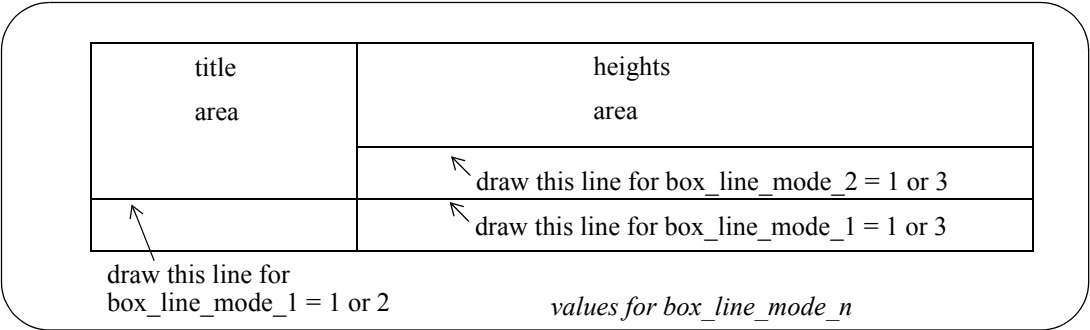 title
area
heights
area
draw this line for box_line_mode_2 = 1 or 3
draw this line for box_line_mode_1 = 1 or 3
draw this line for
box_line_mode_1 = 1 or 2
values for box_line_mode_n